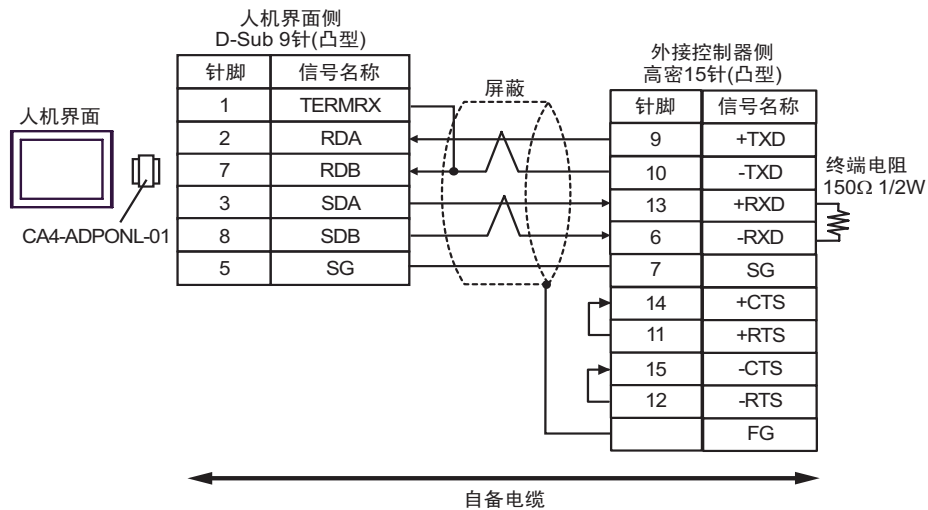 人机界面侧
D-Sub 9针(凸型)
针脚 信号名称
1 TERMRX
2 RDA
7 RDB
3 SDA
8 SDB
5 SG
人机界面
CA4-ADPONL-01
屏蔽
外接控制器侧
高密15针(凸型)
针脚 信号名称
9 +TXD
10 -TXD
13 +RXD
6 -RXD
7 SG
14 +CTS
11 +RTS
15 -CTS
12 -RTS
FG
终端电阻
150Ω 1/2W
自备电缆